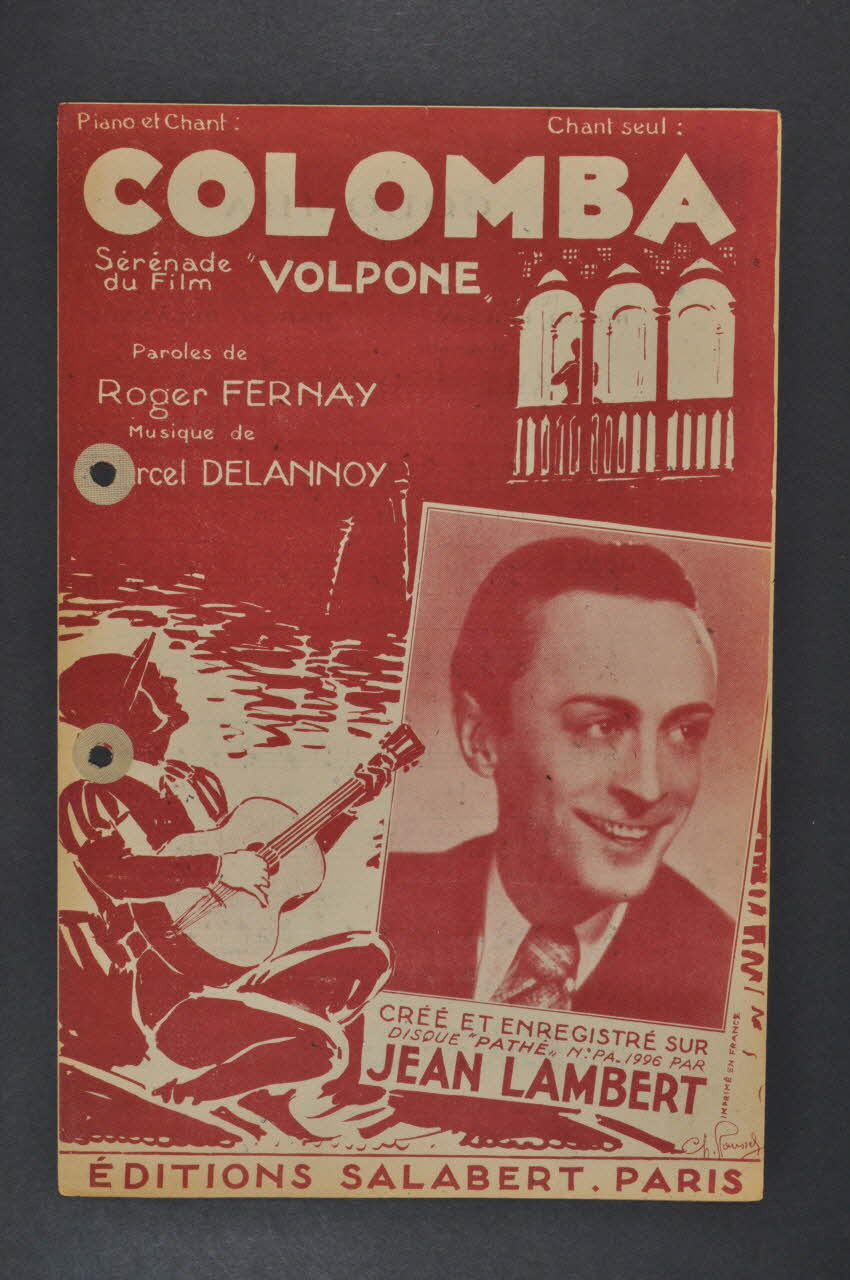 Piano et Chant :
Chant seul :
COLOMBA
Sérénade
du Film
"VOLPONE"
Paroles de
Roger FERNAY
Musique de
rcel DELANNOY
CRÉÉ ET ENREGISTRÉ SUR
DISQUE "PATHÉ" N: PA. 1996 PAR
JEAN LAMBERT
IMPRIMÉ EN FRANCE
ÉDITIONS SALABERT. PARIS